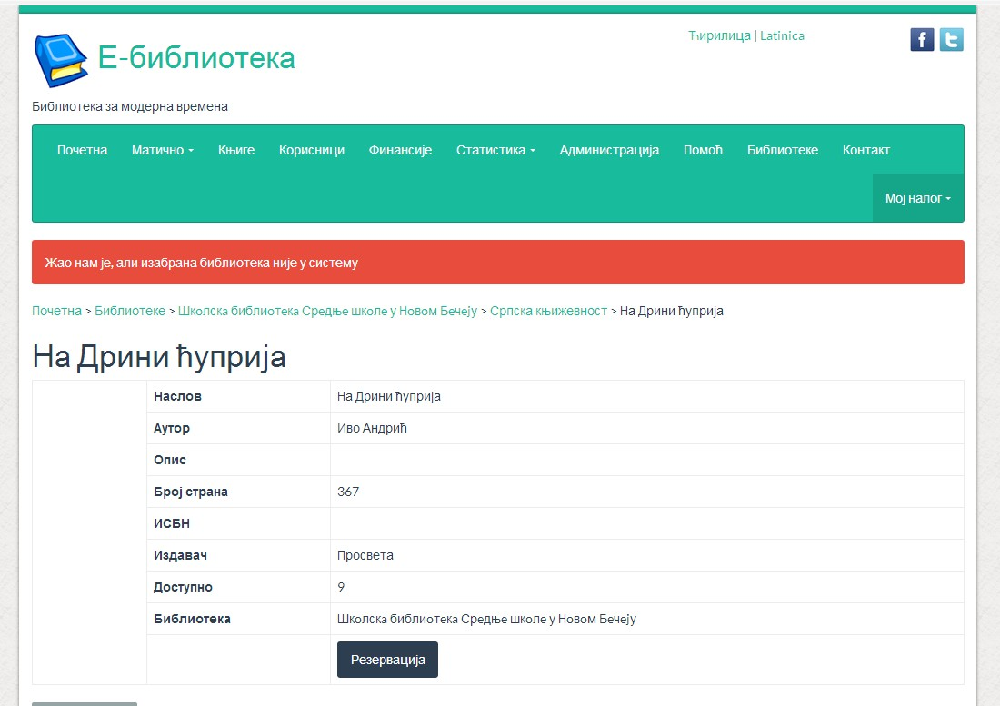 Ћирилица | Latinica
Е-библиотека
Библиотека за модерна времена
Почетна Матично Књиге Корисници Финансије Статистика Администрација Помоћ Библиотеке Контакт
Мој налог
Жао нам је, али изабрана библиотека није у систему
Почетна > Библиотеке > Школска библиотека Средње школе у Новом Бечеју > Српска књижевност > На Дрини ћуприја
На Дрини ћуприја
Наслов На Дрини ћуприја
Аутор Иво Андрић
Опис
Број страна 367
ИСБН
Издавач Просвета
Доступно 9
Библиотека Школска библиотека Средње школе у Новом Бечеју
Резервација